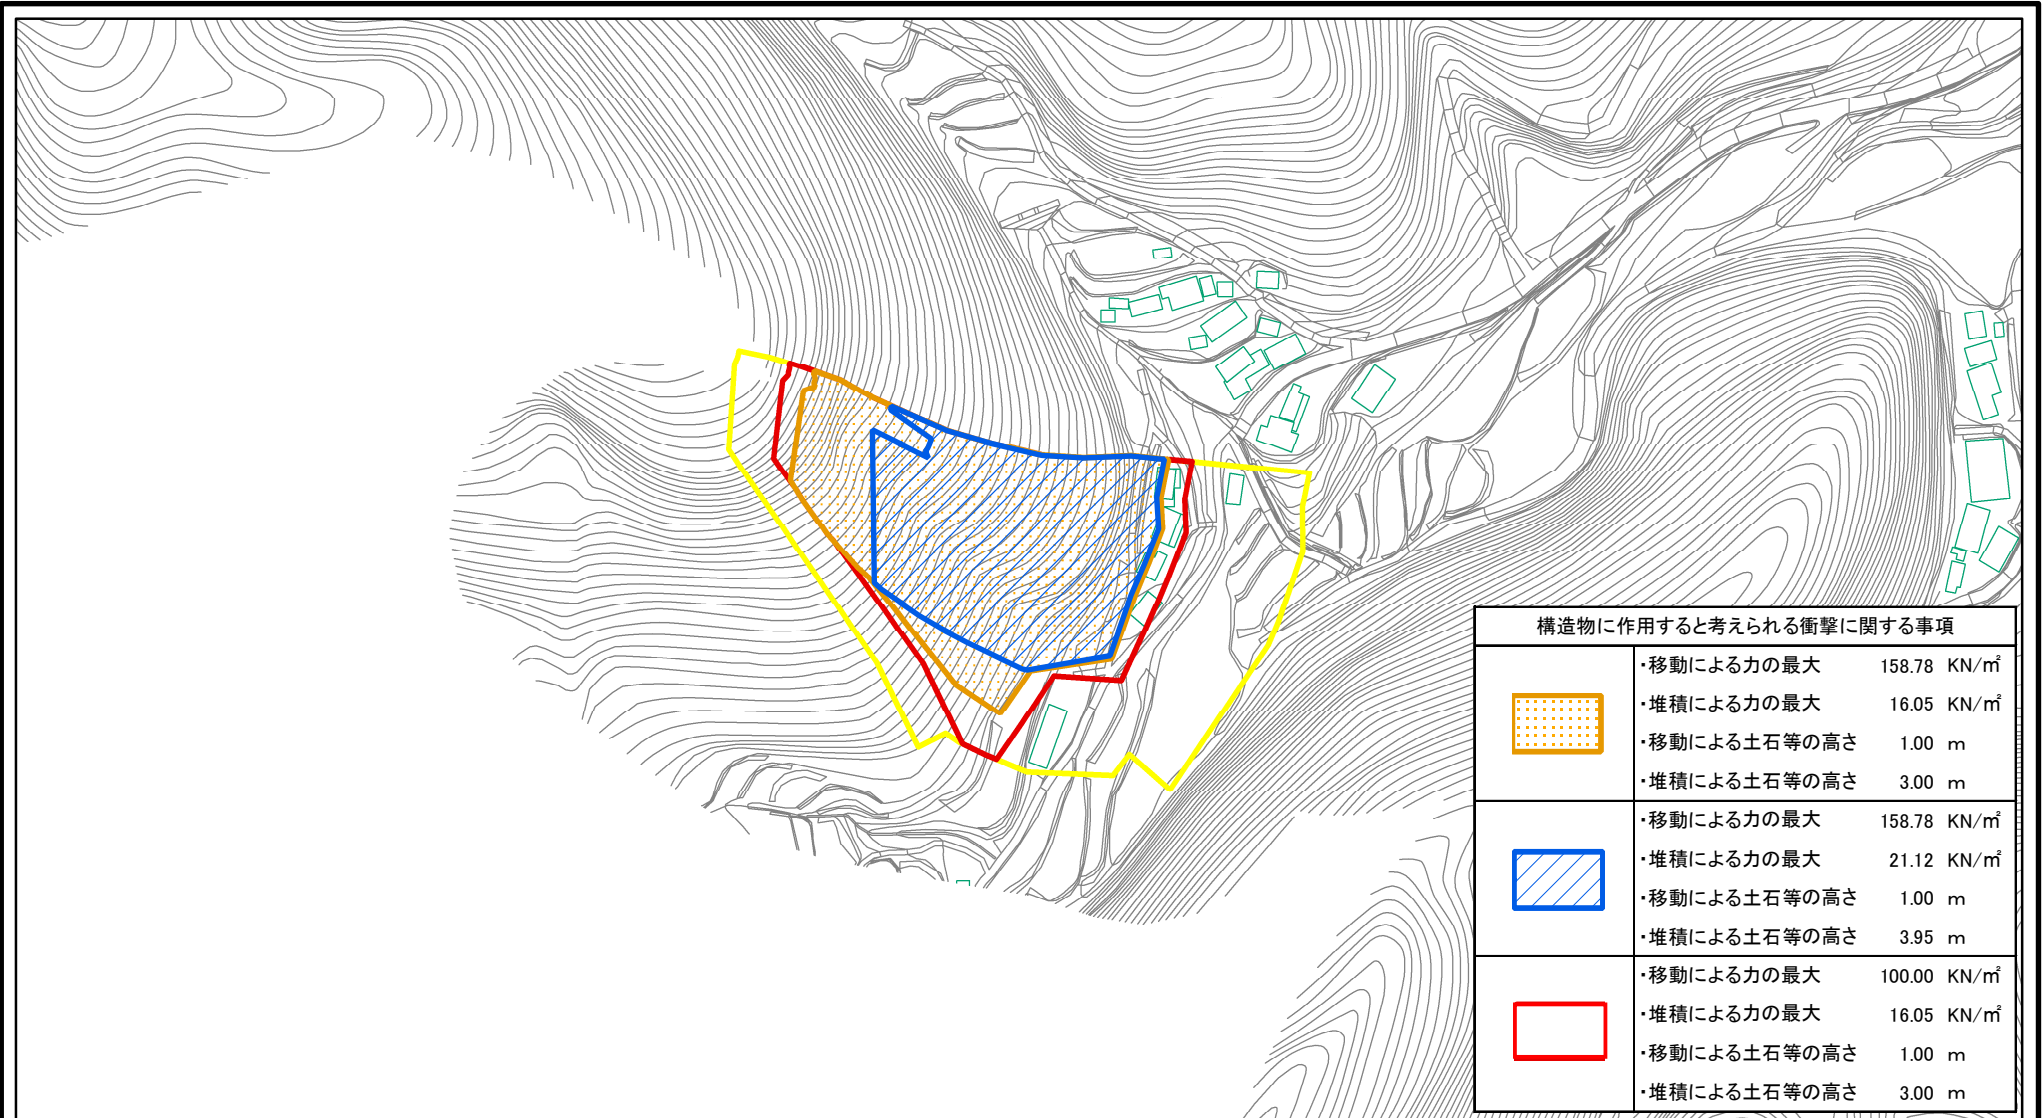 構造物に作用すると考えられる衝撃に関する事項
・移動による力の最大 158.78 KN/㎡
・堆積による力の最大 16.05 KN/㎡
・移動による土石等の高さ 1.00 m
・堆積による土石等の高さ 3.00 m
・移動による力の最大 158.78 KN/㎡
・堆積による力の最大 21.12 KN/㎡
・移動による土石等の高さ 1.00 m
・堆積による土石等の高さ 3.95 m
・移動による力の最大 100.00 KN/㎡
・堆積による力の最大 16.05 KN/㎡
・移動による土石等の高さ 1.00 m
・堆積による土石等の高さ 3.00 m